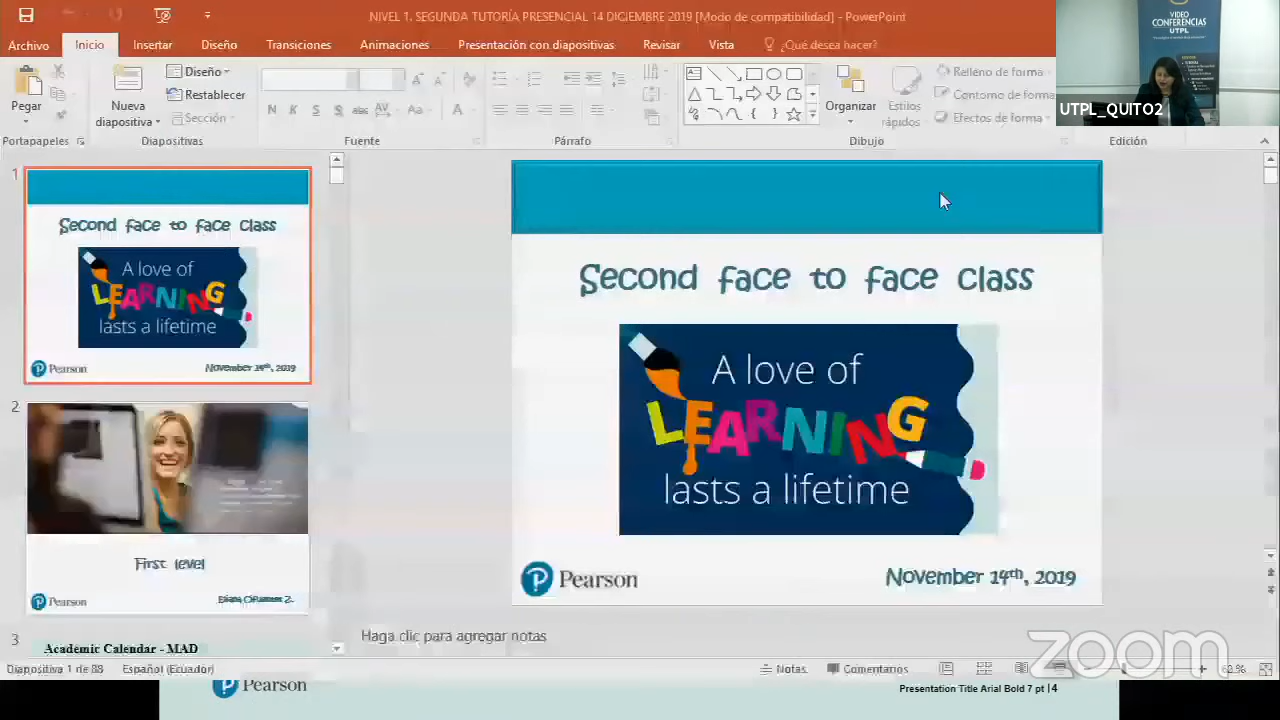 NIVEL 1. SEGUNDA TUTORÍA PRESENCIAL 14 DICIEMBRE 2019 [Modo de compatibilidad] - PowerPoint
Archivo Inicio Insertar Diseño Transiciones Animaciones Presentación con diapositivas Revisar Vista ¿Qué desea hacer?
VIDEO
CONFERENCIAS
UTPL
UTPL_QUITO2
Pegar
Nueva
diapositiva
Diseño
Restablecer
Sección
N K S S abc AV Aa A
Organizar
Estilos
rápidos
Relleno de forma
Contorno de forma
Efectos de forma
Portapapeles Diapositivas Fuente Párrafo Dibujo Edición
1
Second face to face class
A love of
LEARNING
lasts a lifetime
Pearson
November 14th, 2019
2
First level
Pearson
3
Academic Calendar - MAD
Second face to face class
A love of
LEARNING
lasts a lifetime
Pearson
November 14th, 2019
Haga clic para agregar notas
Diapositiva 1 de 88 Español (Ecuador) Notas Comentarios 62 %
zoom
Pearson
Presentation Title Arial Bold 7 pt | 4